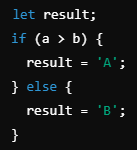 let result;
if (a > b) {
  result = 'A';
} else {
  result = 'B';
}